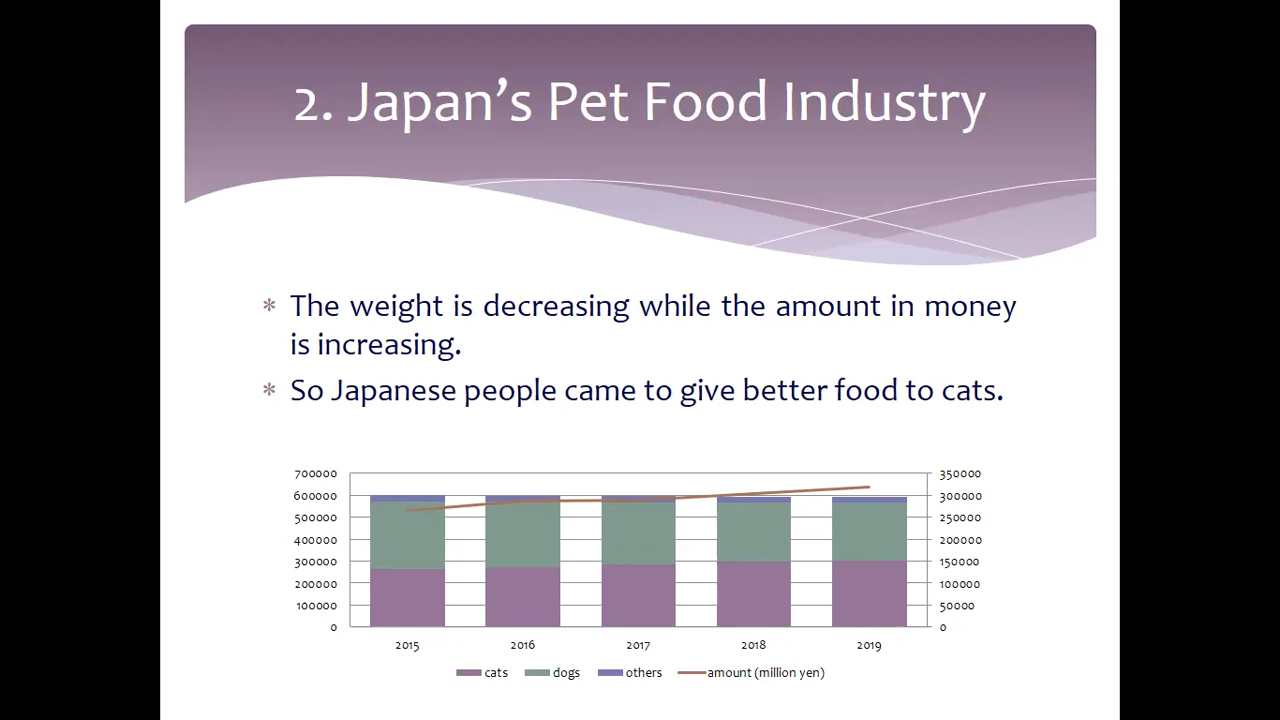 2. Japan's Pet Food Industry
* The weight is decreasing while the amount in money
is increasing.
* So Japanese people came to give better food to cats.
700000
600000
500000
400000
300000
200000
100000
0
350000
300000
250000
200000
150000
100000
50000
0
2015 2016 2017 2018 2019
cats dogs others amount (million yen)